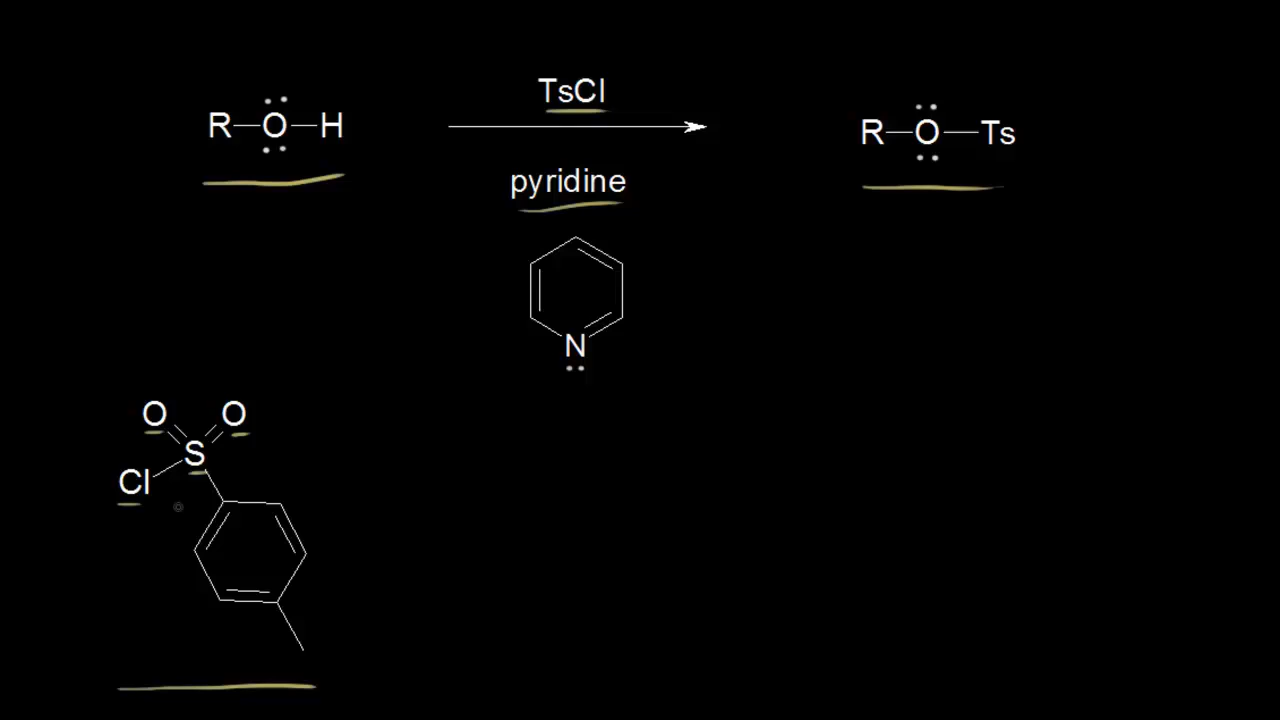 TsCl
R—O—H
R—O—Ts
pyridine
N
O O
S
Cl